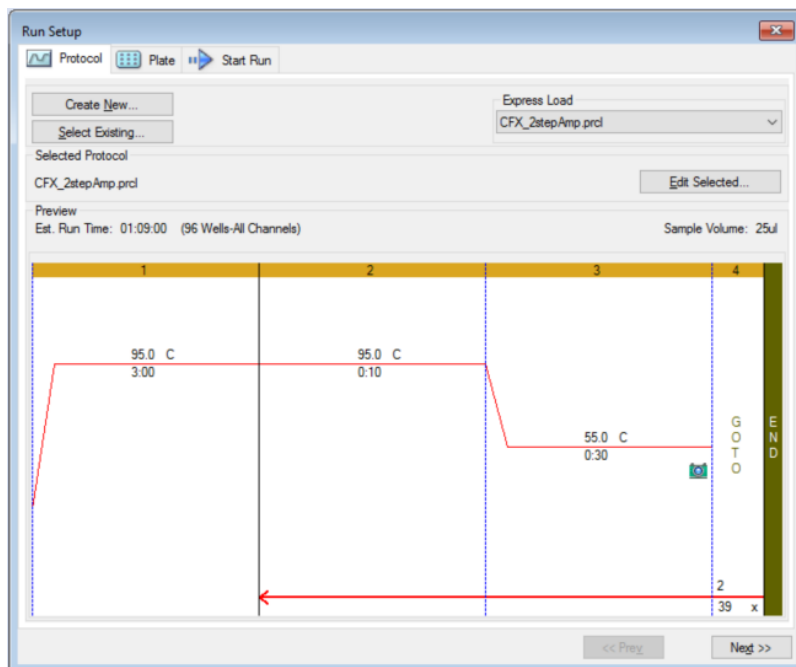 Run Setup
Protocol Plate Start Run
Create New...
Select Existing...
Express Load
CFX_2stepAmp.prcl
Selected Protocol
CFX_2stepAmp.prcl
Edit Selected...
Preview
Est. Run Time: 01:09:00 (96 Wells-All Channels) Sample Volume: 25ul
1 2 3 4
95.0 C 95.0 C
3:00 0:10
55.0 C
0:30
GOTO
END
2
39 x
<< Prev Next >>